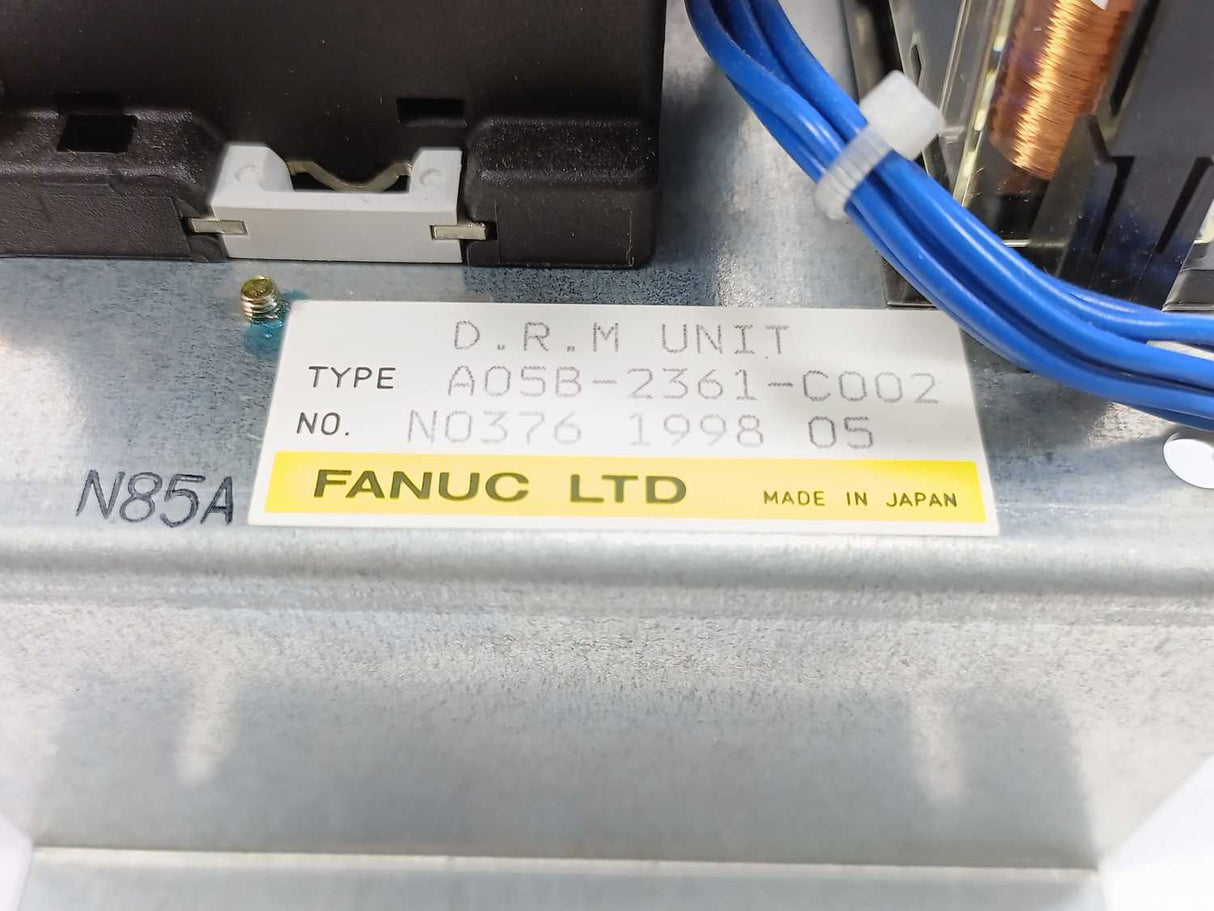 D.R.M UNIT
TYPE A05B-2361-C002
NO. N0376 1998 05
N85A
FANUC LTD MADE IN JAPAN